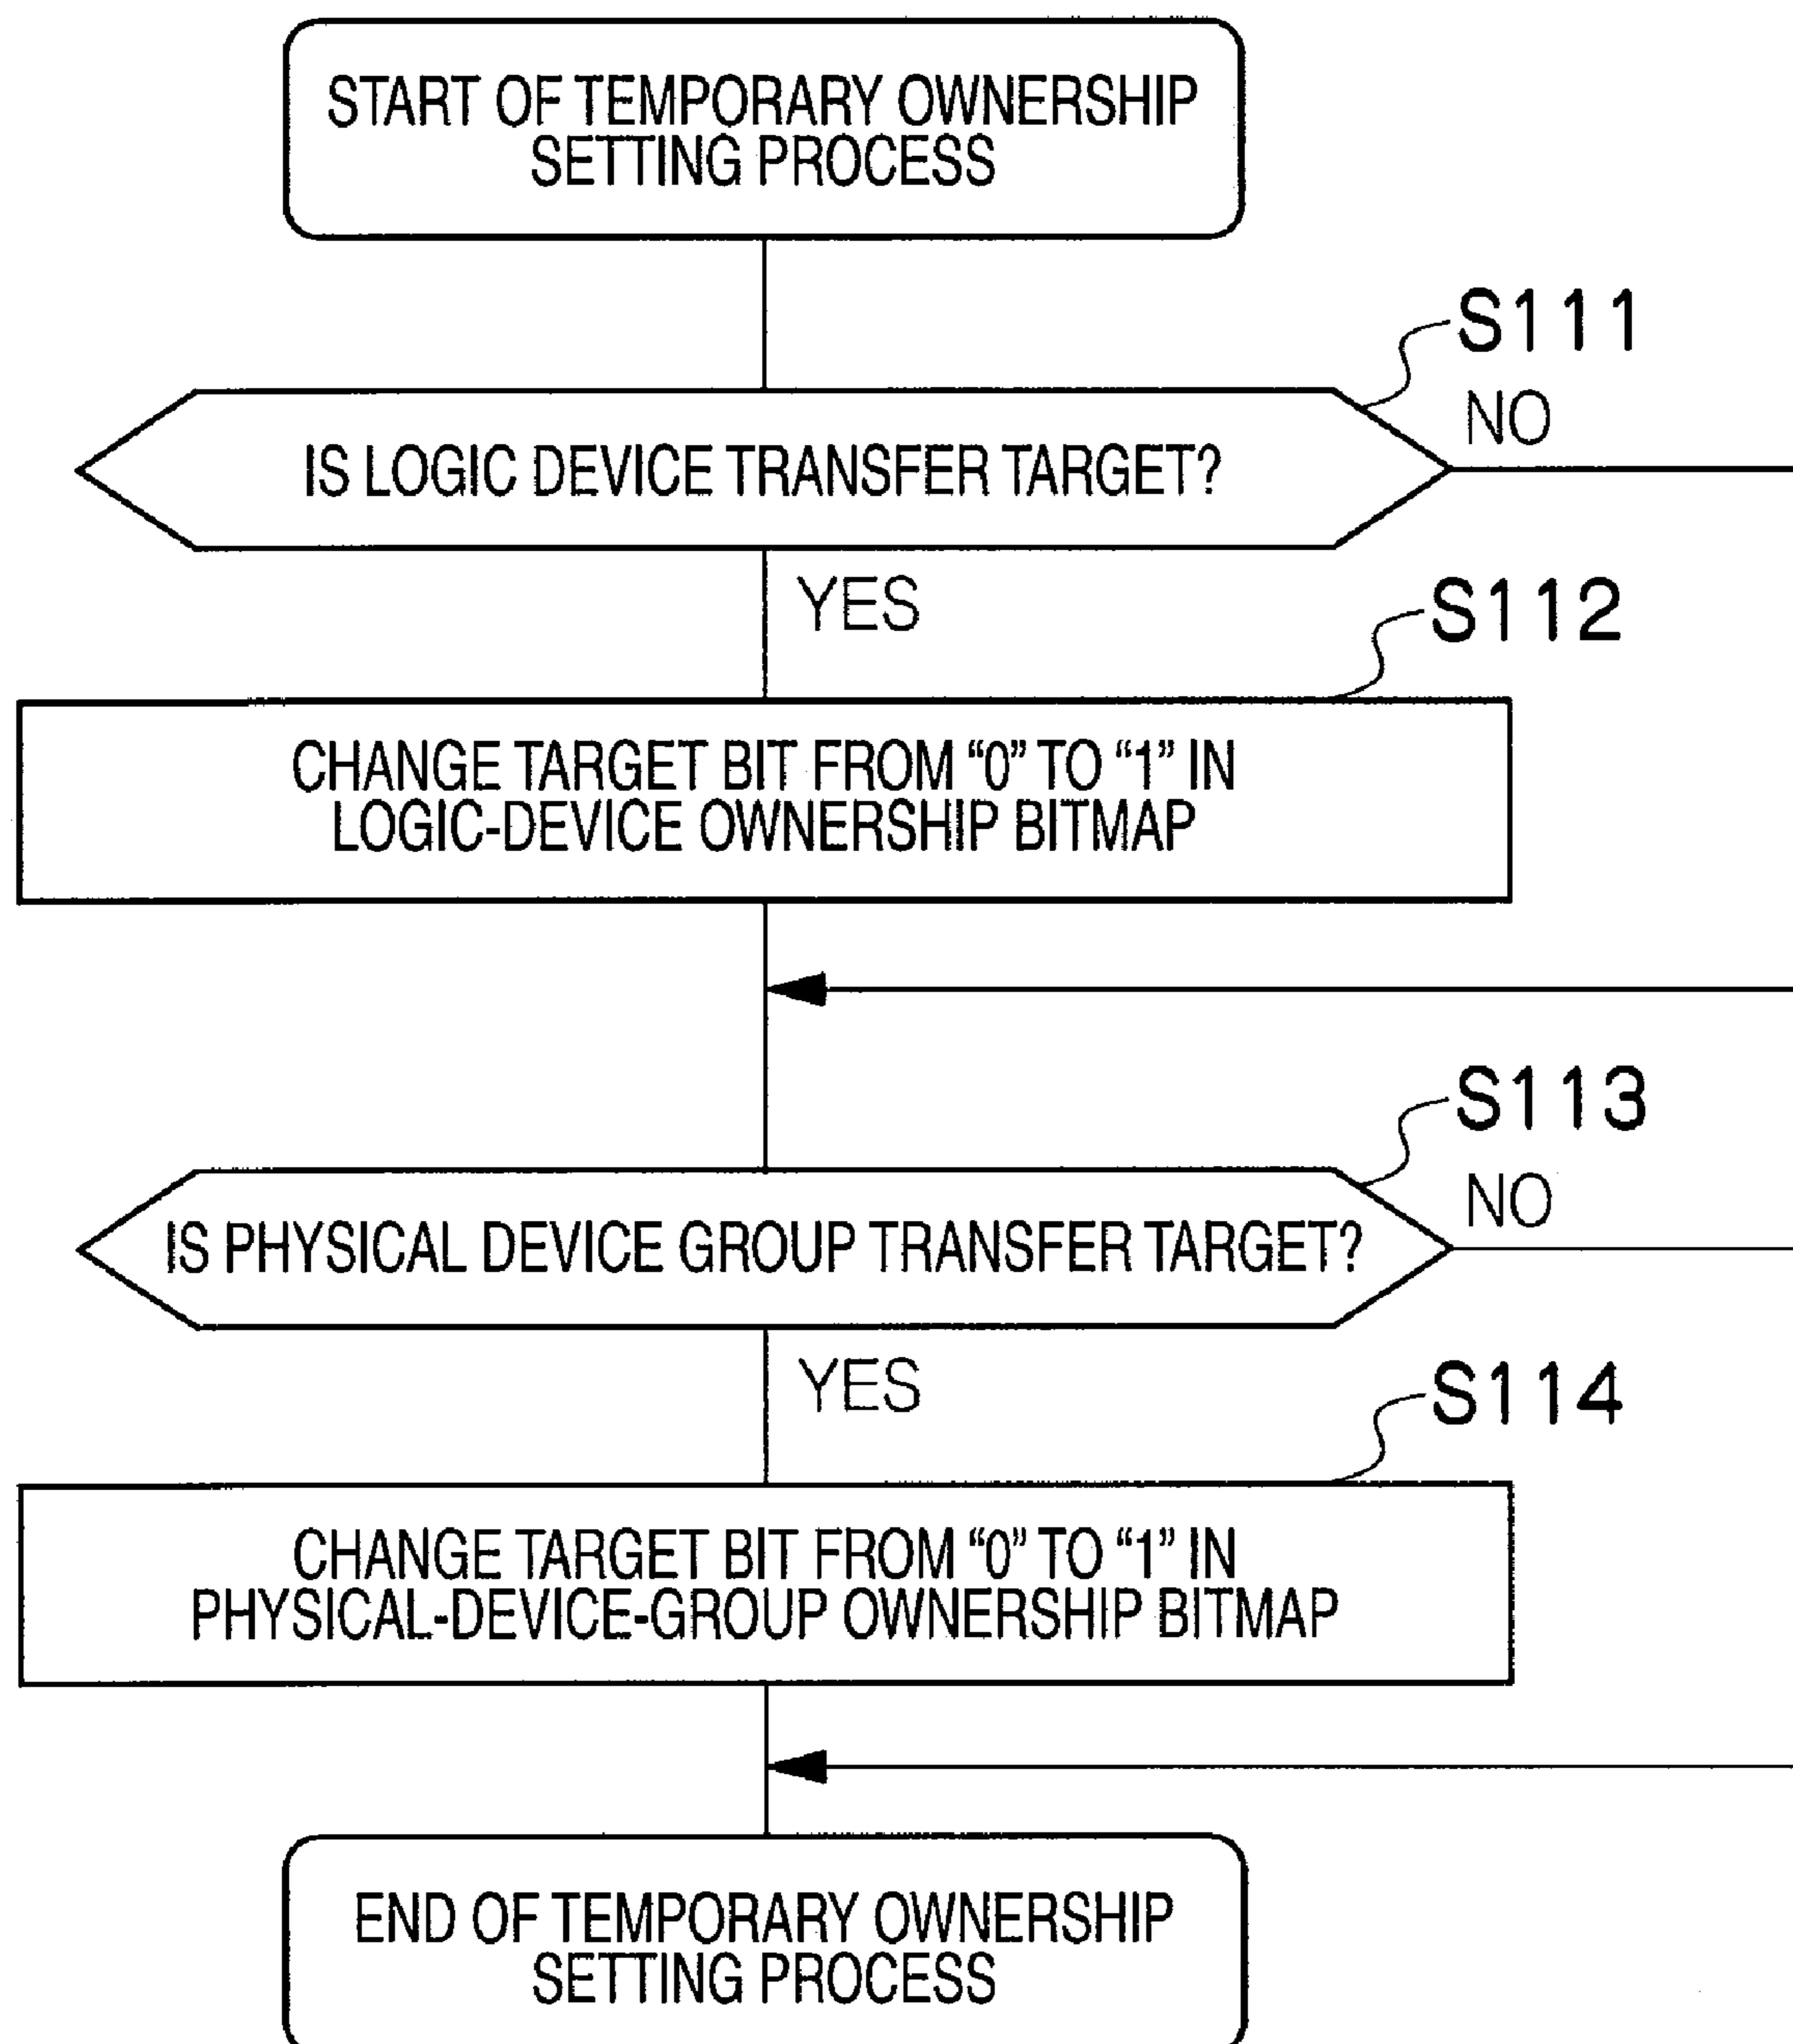 START OF TEMPORARY OWNERSHIP
SETTING PROCESS
S111
IS LOGIC DEVICE TRANSFER TARGET?
NO
YES
S112
CHANGE TARGET BIT FROM “0” TO “1” IN
LOGIC-DEVICE OWNERSHIP BITMAP
S113
IS PHYSICAL DEVICE GROUP TRANSFER TARGET?
NO
YES
S114
CHANGE TARGET BIT FROM “0” TO “1” IN
PHYSICAL-DEVICE-GROUP OWNERSHIP BITMAP
END OF TEMPORARY OWNERSHIP
SETTING PROCESS